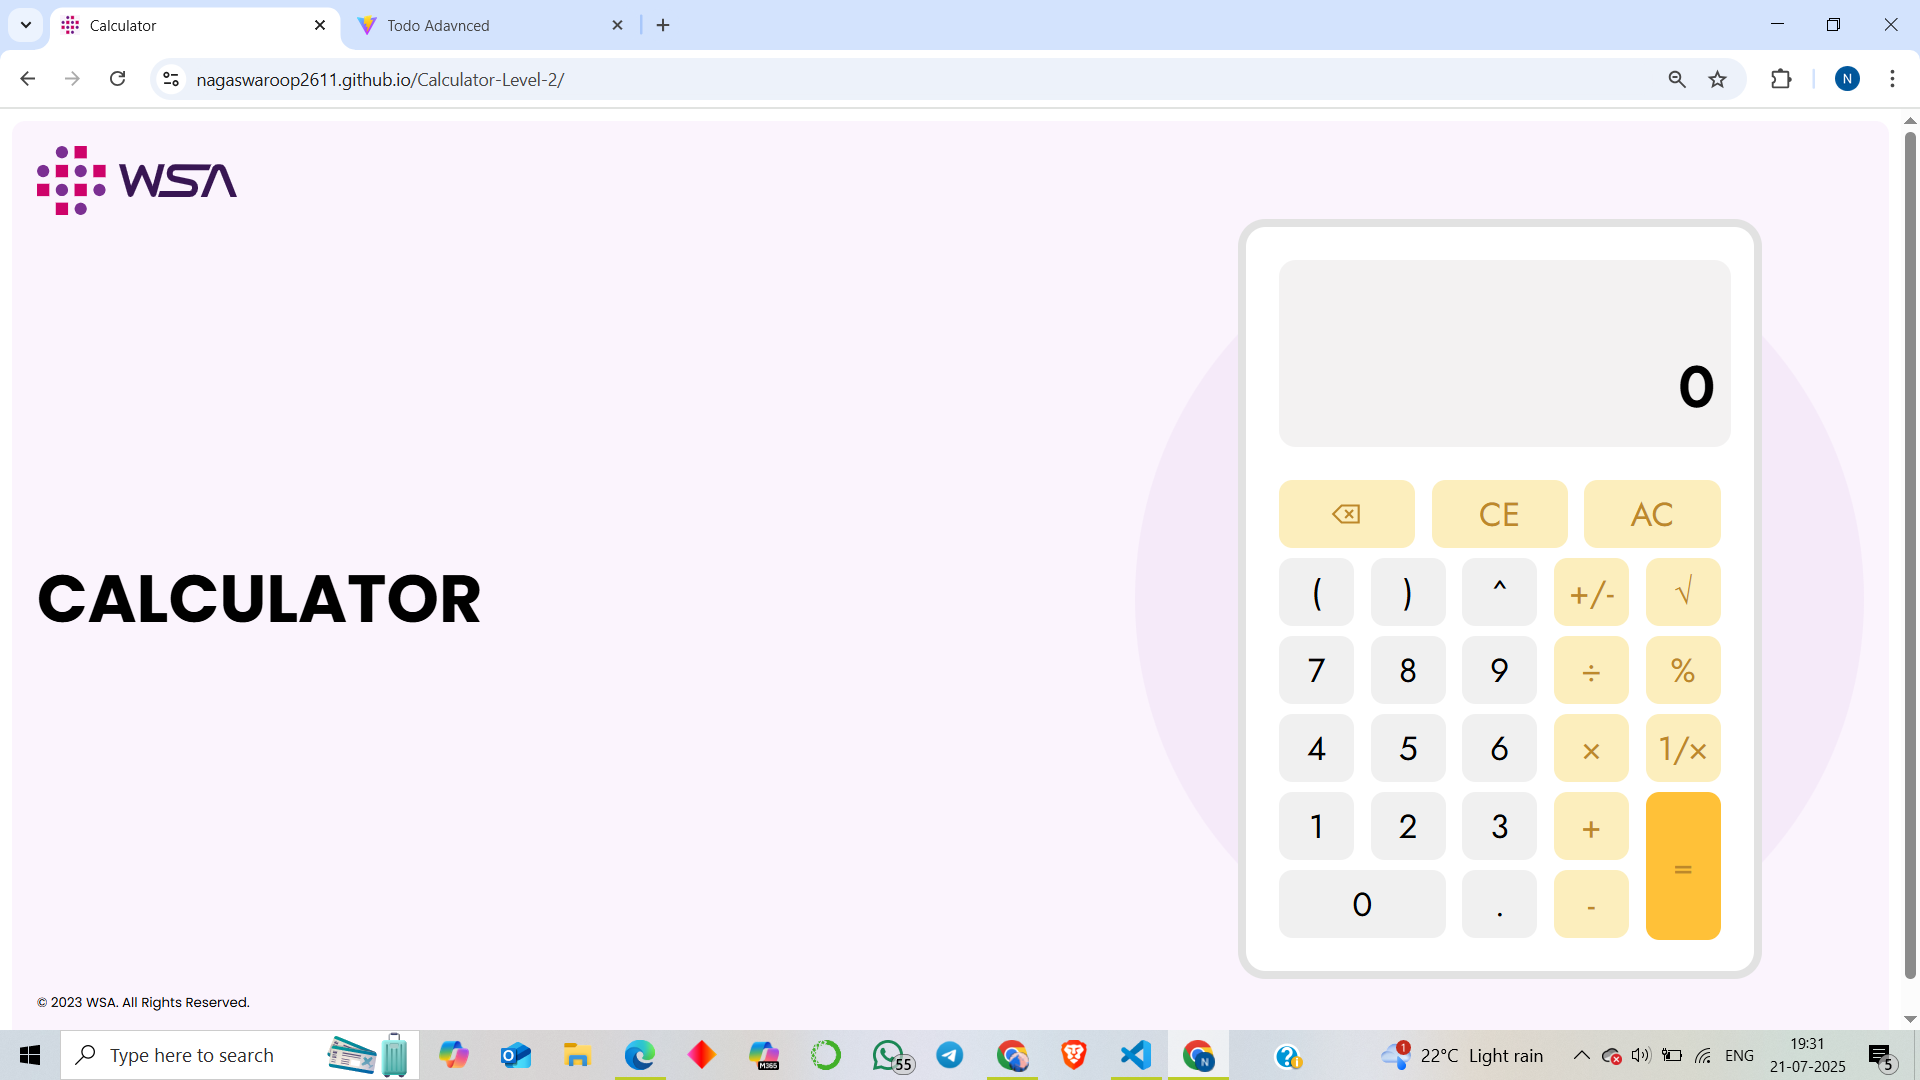 Calculator
Todo Adavnced
nagaswaroop2611.github.io/Calculator-Level-2/
N
WSA
0
CE
AC
( ) ^ +/- √
7 8 9 ÷ %
4 5 6 × 1/×
1 2 3 +
=
0 . -
CALCULATOR
© 2023 WSA. All Rights Reserved.
Type here to search
M365
55
N
1
22°C Light rain
ENG
19:31
21-07-2025
5